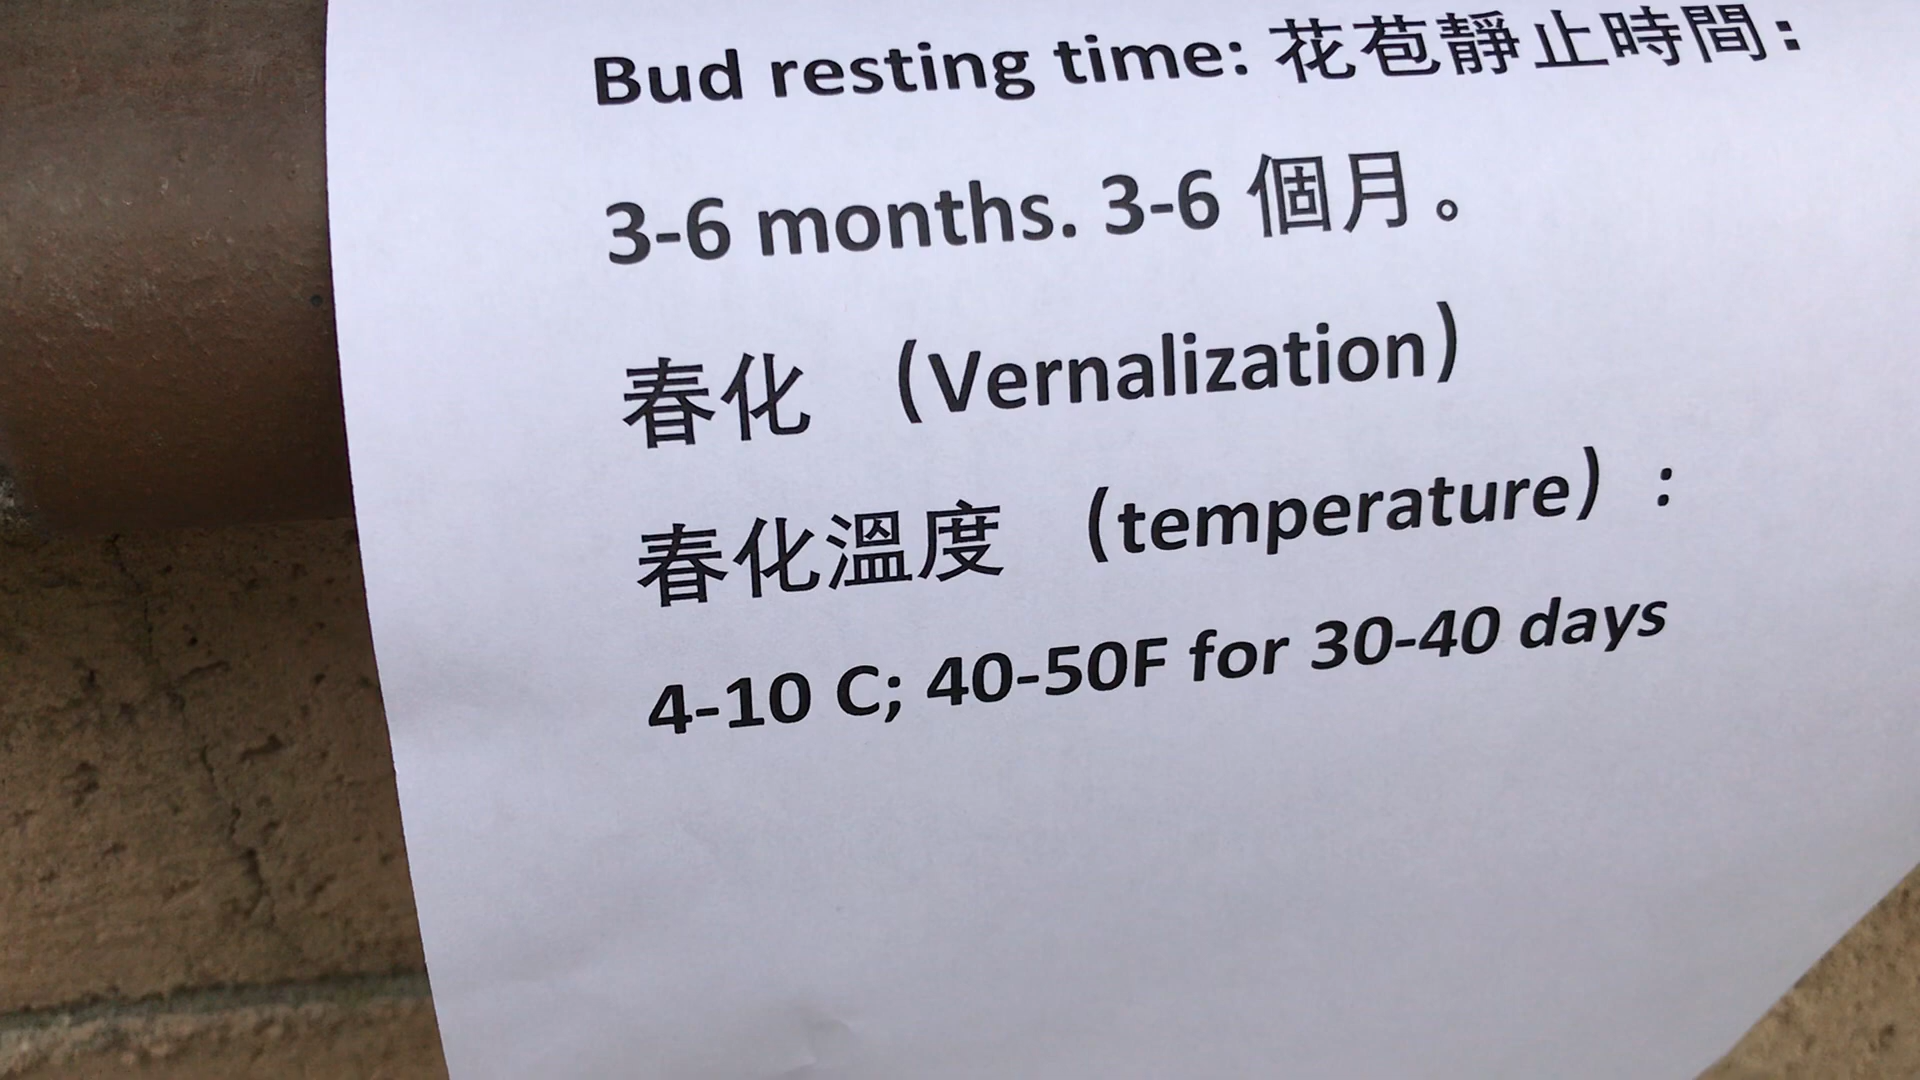 Bud resting time: 花苞靜止時間：
3-6 months. 3-6 個月。
春化 （Vernalization）
春化溫度 （temperature）：
4-10 C; 40-50F for 30-40 days